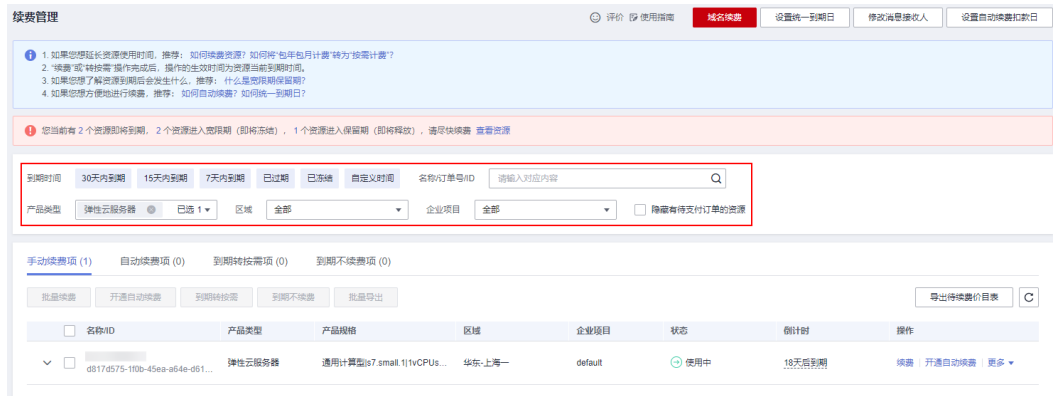 续费管理
评价 使用指南 域名续费 设置统一到期日 修改消息接收人 设置自动续费扣款日
1. 如果您想延长资源使用时间，推荐： 如何续费资源？如何将“包年包月计费”转为“按需计费”？
2. “续费”或“转按需”操作完成后，操作的生效时间为资源当前到期时间。
3. 如果您想了解资源到期后会发生什么，推荐： 什么是宽限期保留期？
4. 如果您想方便地进行续费，推荐： 如何自动续费？如何统一到期日？
您当前有 2 个资源即将到期， 2 个资源进入宽限期（即将冻结）， 1 个资源进入保留期（即将释放），请尽快续费 查看资源
到期时间 30天内到期 15天内到期 7天内到期 已过期 已冻结 自定义时间 名称/订单号/ID 请输入对应内容
产品类型 弹性云服务器 已选 1 区域 全部 企业项目 全部 隐藏有待支付订单的资源
手动续费项 (1) 自动续费项 (0) 到期转按需项 (0) 到期不续费项 (0)
批量续费 开通自动续费 到期转按需 到期不续费 批量导出 导出待续费价目表
名称/ID 产品类型 产品规格 区域 企业项目 状态 倒计时 操作
d817d575-1f0b-45ea-a64e-d61... 弹性云服务器 通用计算型|s7.small.1|1vCPUs... 华东-上海一 default 使用中 18天后到期 续费 开通自动续费 更多